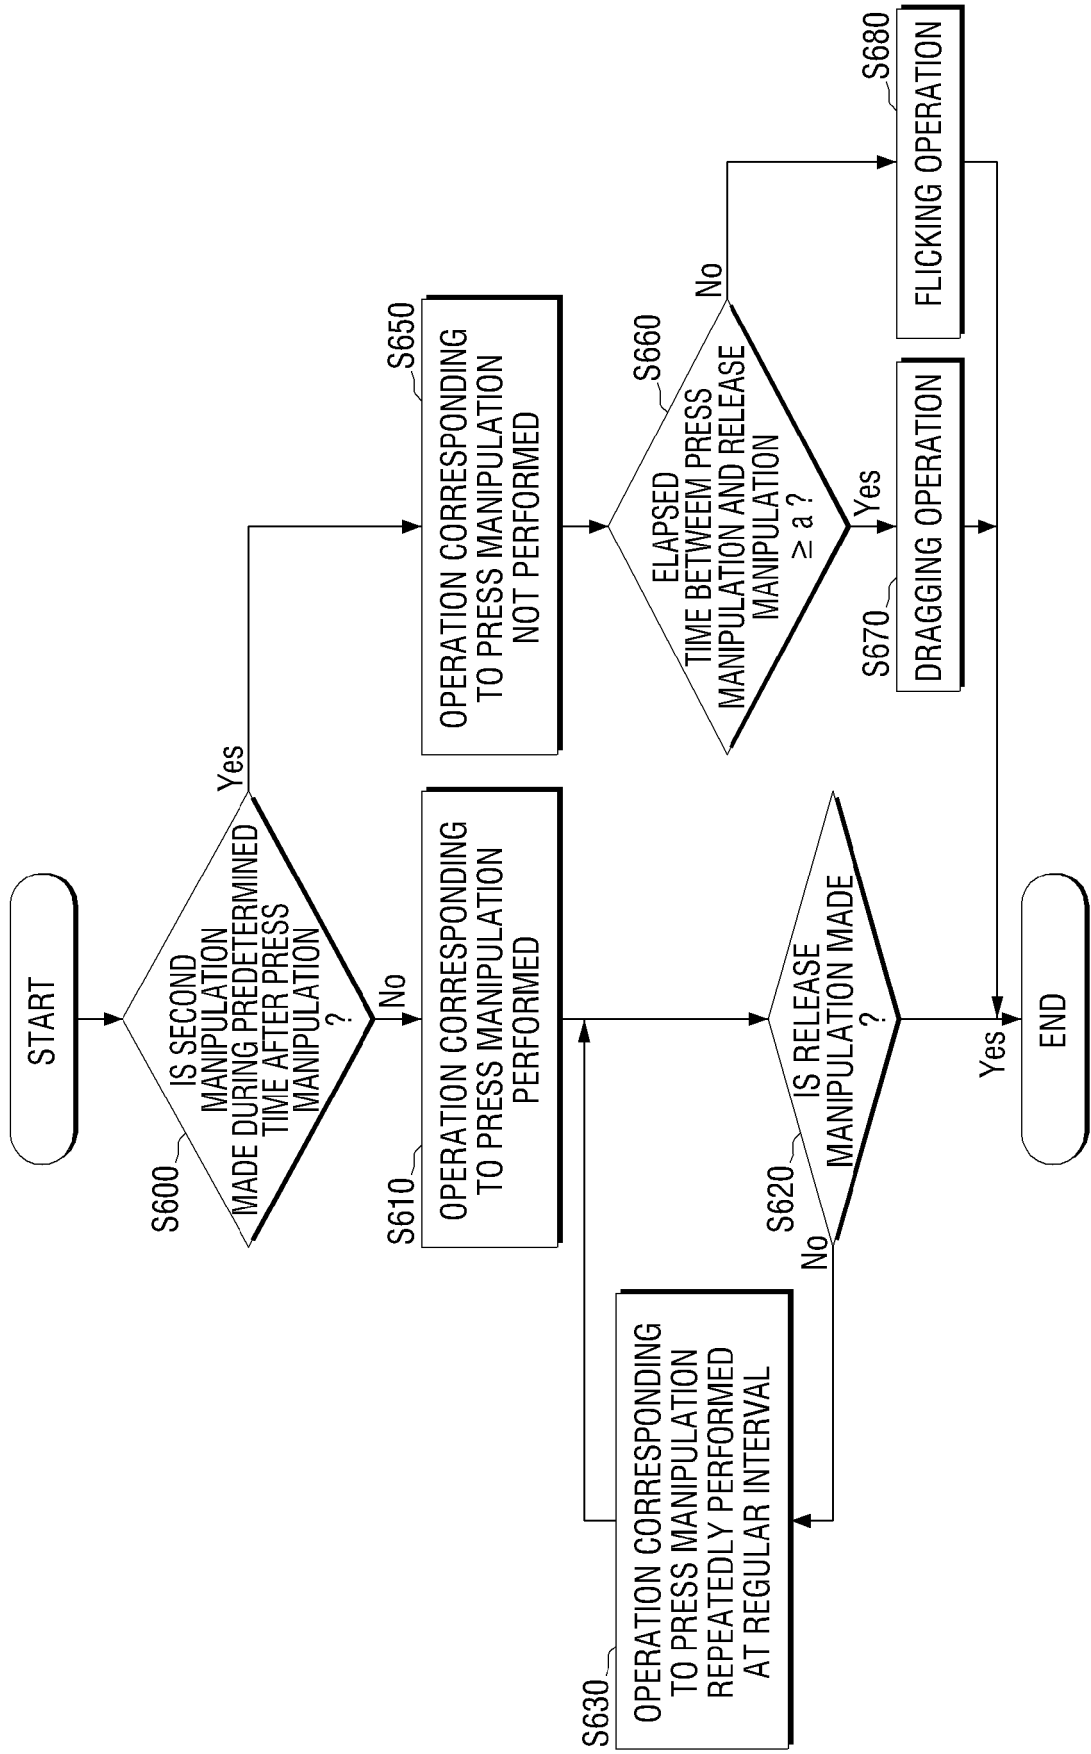 START
S600
IS SECOND
MANIPULATION
MADE DURING PREDETERMINED
TIME AFTER PRESS
MANIPULATION
?
Yes
No
S610
OPERATION CORRESPONDING
TO PRESS MANIPULATION
PERFORMED
S650
OPERATION CORRESPONDING
TO PRESS MANIPULATION
NOT PERFORMED
S630
OPERATION CORRESPONDING
TO PRESS MANIPULATION
REPEATEDLY PERFORMED
AT REGULAR INTERVAL
S620
IS RELEASE
MANIPULATION MADE
?
No
Yes
S660
ELAPSED
TIME BETWEEM PRESS
MANIPULATION AND RELEASE
MANIPULATION
≥ a ?
No
Yes
S670
DRAGGING OPERATION
S680
FLICKING OPERATION
END